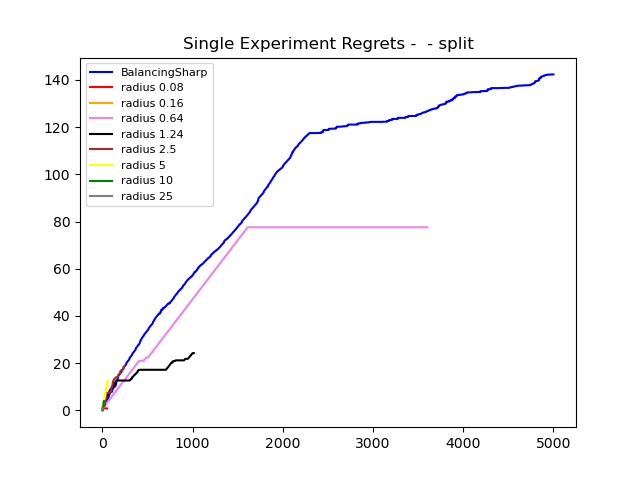 Single Experiment Regrets -  - split
BalancingSharp
radius 0.08
radius 0.16
radius 0.64
radius 1.24
radius 2.5
radius 5
radius 10
radius 25
140
120
100
80
60
40
20
0
0 1000 2000 3000 4000 5000